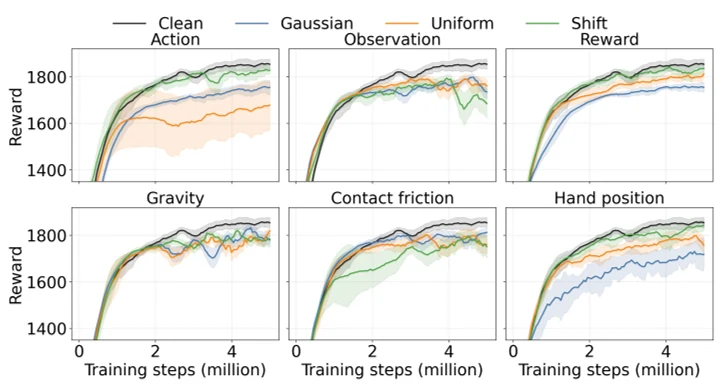 Clean Gaussian Uniform Shift
Action Observation Reward
Reward
1800
1600
1400
Gravity Contact friction Hand position
Reward
1800
1600
1400
0 2 4 0 2 4 0 2 4
Training steps (million) Training steps (million) Training steps (million)